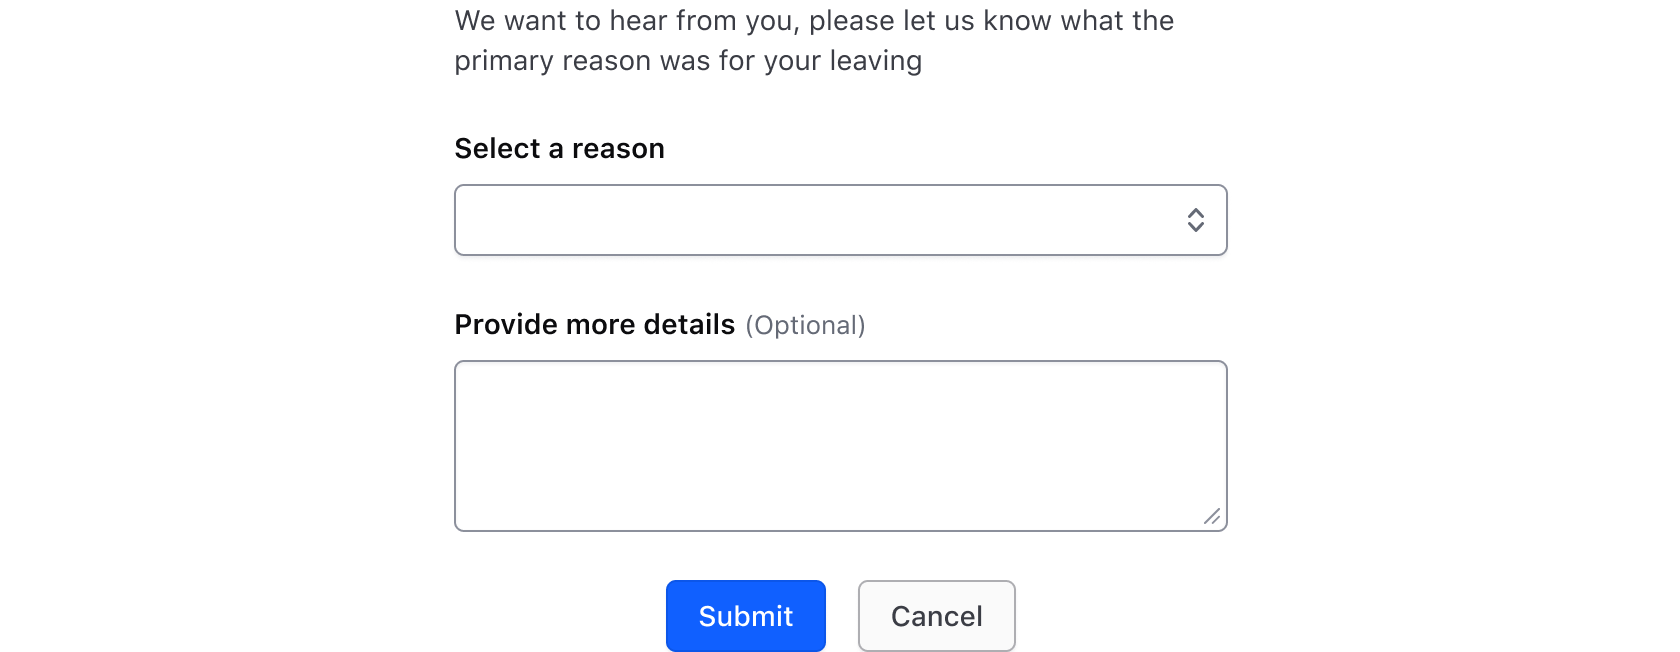 We want to hear from you, please let us know what the
primary reason was for your leaving
Select a reason
Provide more details (Optional)
Submit
Cancel